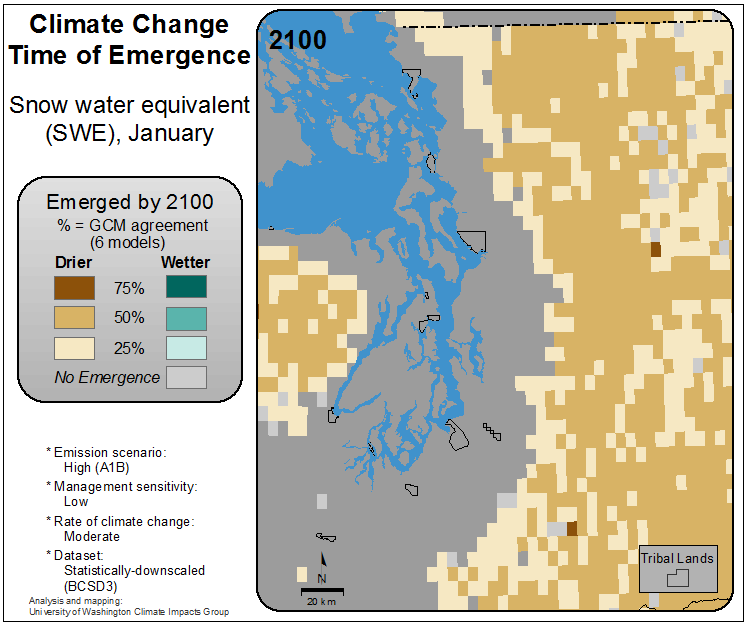 Climate Change
Time of Emergence
Snow water equivalent
(SWE), January
Emerged by 2100
% = GCM agreement
(6 models)
Drier Wetter
75%
50%
25%
No Emergence
* Emission scenario:
High (A1B)
* Management sensitivity:
Low
* Rate of climate change:
Moderate
* Dataset:
Statistically-downscaled
(BCSD3)
Analysis and mapping:
University of Washington Climate Impacts Group
2100
N
20 km
Tribal Lands